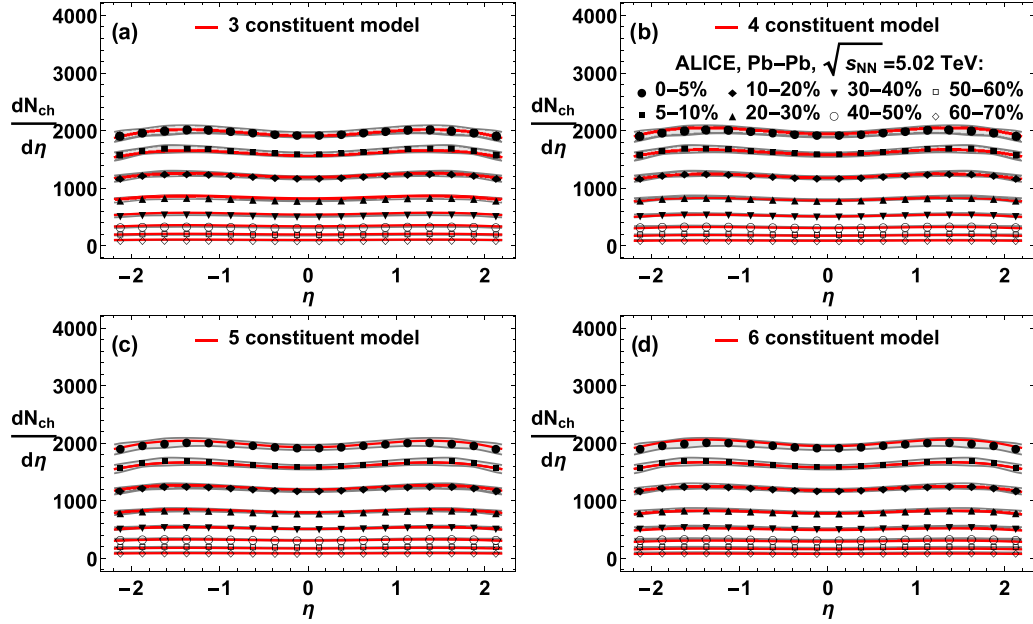 (a) 3 constituent model
4000
3000
2000
1000
0
dNch
dη
−2 −1 0 1 2
η
(b) 4 constituent model
ALICE, Pb−Pb, √sNN =5.02 TeV:
0−5% 10−20% 30−40% 50−60%
5−10% 20−30% 40−50% 60−70%
4000
3000
2000
1000
0
dNch
dη
−2 −1 0 1 2
η
(c) 5 constituent model
4000
3000
2000
1000
0
dNch
dη
−2 −1 0 1 2
η
(d) 6 constituent model
4000
3000
2000
1000
0
dNch
dη
−2 −1 0 1 2
η